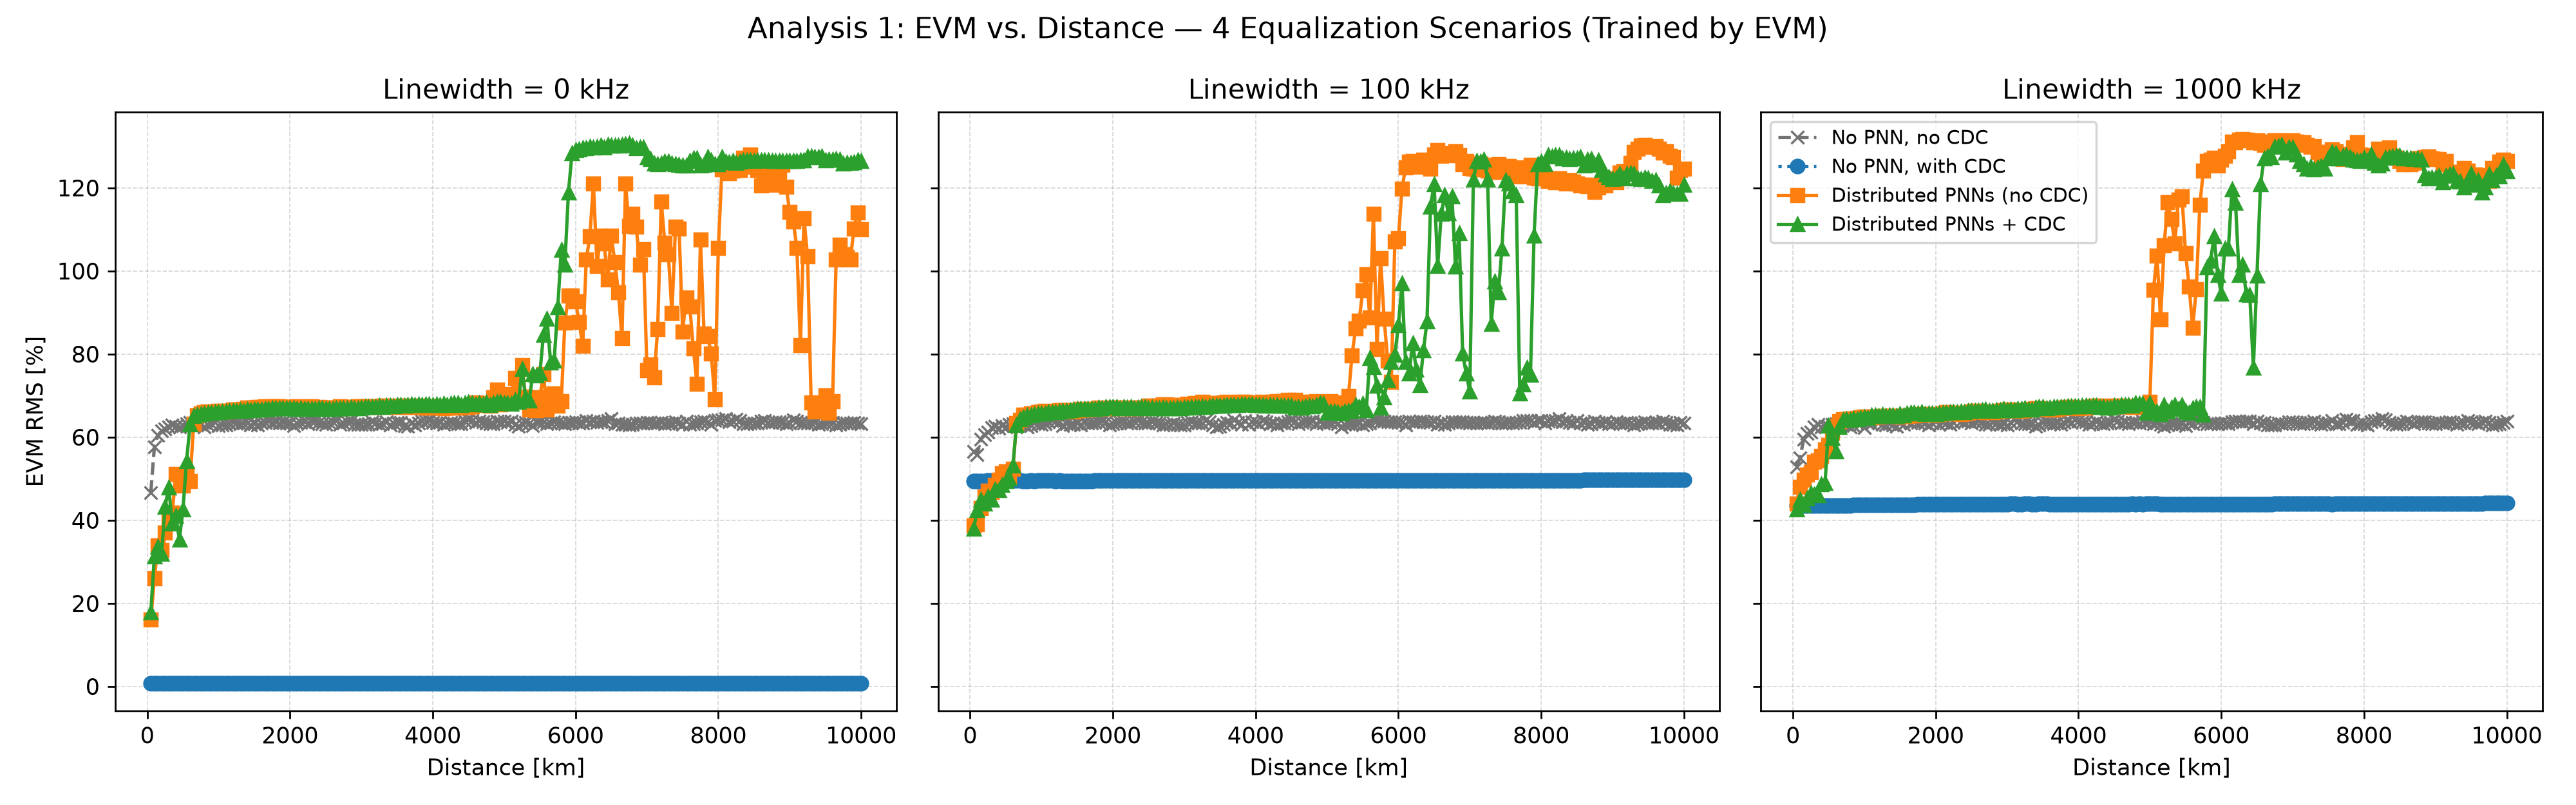 Analysis 1: EVM vs. Distance — 4 Equalization Scenarios (Trained by EVM)
Linewidth = 0 kHz
Linewidth = 100 kHz
Linewidth = 1000 kHz
EVM RMS [%]
120
100
80
60
40
20
0
No PNN, no CDC
No PNN, with CDC
Distributed PNNs (no CDC)
Distributed PNNs + CDC
0 2000 4000 6000 8000 10000
0 2000 4000 6000 8000 10000
0 2000 4000 6000 8000 10000
Distance [km]
Distance [km]
Distance [km]